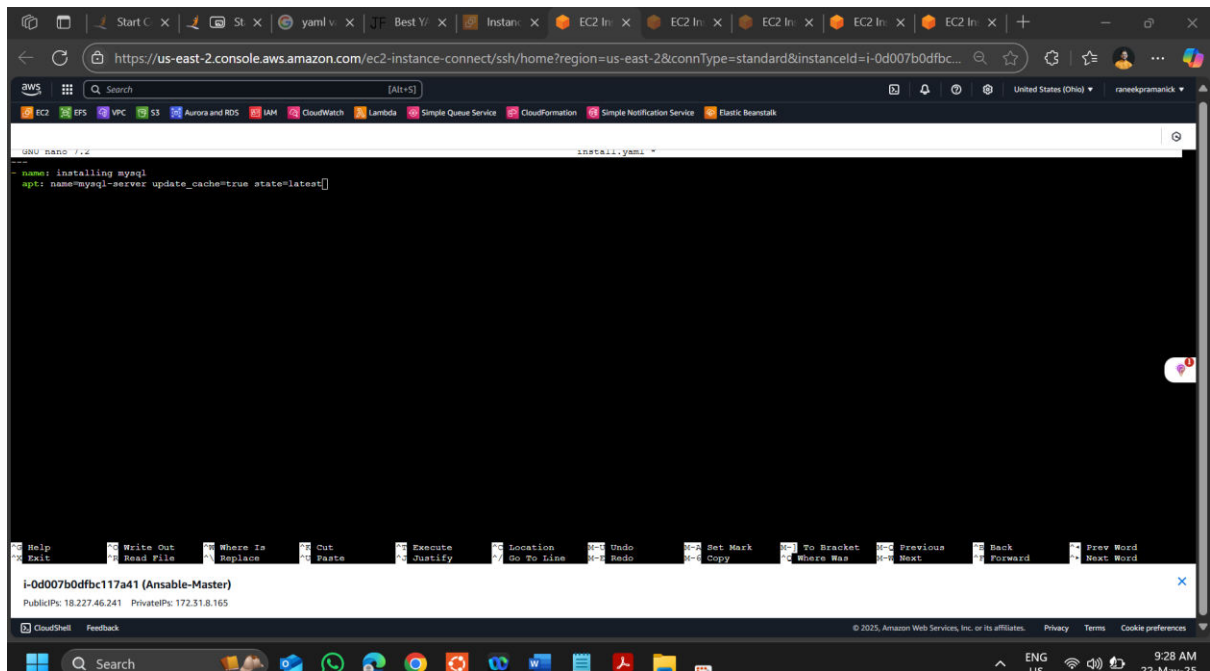 Start C
St
yaml v
JF Best Y
Instanc
EC2 In
EC2 In
EC2 In
EC2 In
EC2 In
https://us-east-2.console.aws.amazon.com/ec2-instance-connect/ssh/home?region=us-east-2&connType=standard&instanceId=i-0d007b0dfbc...
aws Search [Alt+S] United States (Ohio) raneekpramanick
EC2 EFS VPC S3 Aurora and RDS IAM CloudWatch Lambda Simple Queue Service CloudFormation Simple Notification Service Elastic Beanstalk
GNU nano 7.2 install.yaml *
---
- name: installing mysql
apt: name=mysql-server update_cache=true state=latest
^G Help ^O Write Out ^W Where Is ^K Cut ^T Execute ^C Location M-U Undo M-A Set Mark M-] To Bracket M-Q Previous ^B Back Prev Word
^X Exit ^R Read File ^\ Replace ^U Paste ^J Justify ^/ Go To Line M-E Redo M-6 Copy ^Q Where Was M-W Next ^F Forward Next Word
i-0d007b0dfbc117a41 (Ansable-Master)
PublicIPs: 18.227.46.241 PrivateIPs: 172.31.8.165
CloudShell Feedback © 2025, Amazon Web Services, Inc. or its affiliates. Privacy Terms Cookie preferences
Search ENG 9:28 AM
US 22-May-25